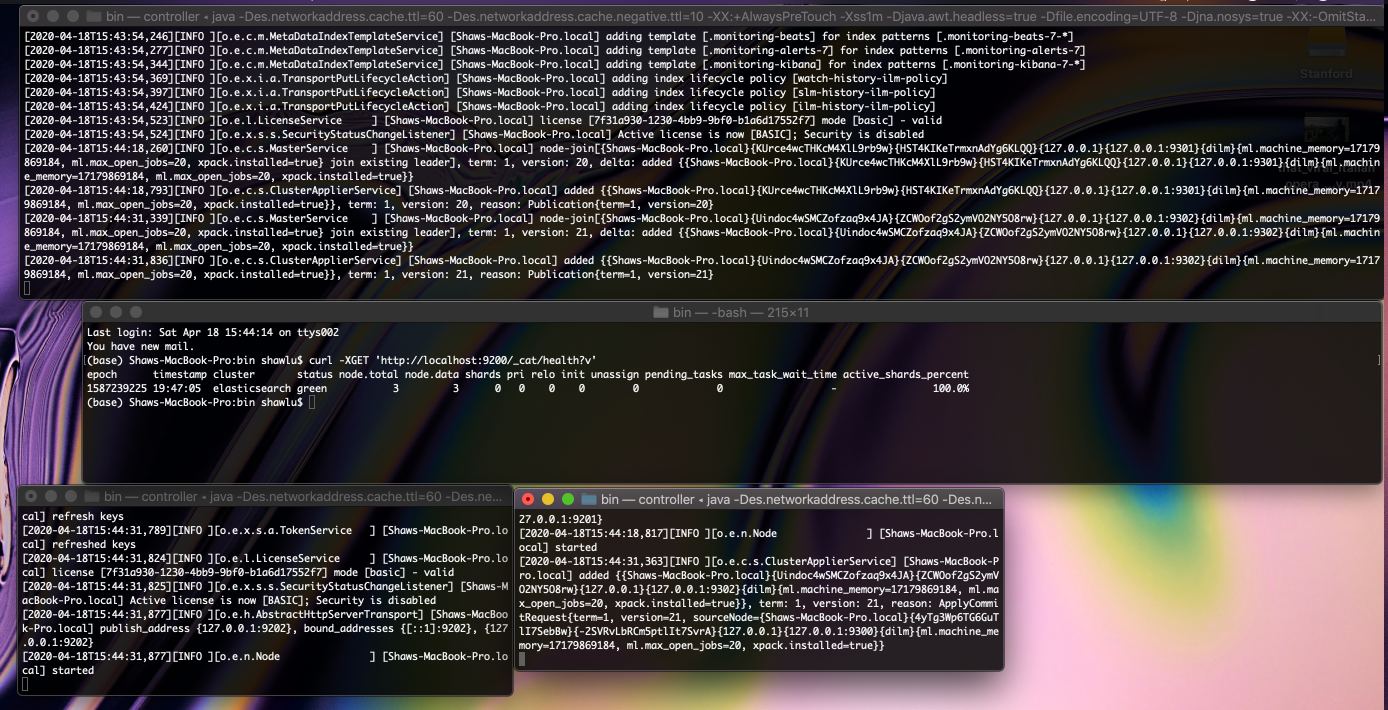 bin — controller ◂ java -Des.networkaddress.cache.ttl=60 -Des.networkaddress.cache.negative.ttl=10 -XX:+AlwaysPreTouch -Xss1m -Djava.awt.headless=true -Dfile.encoding=UTF-8 -Djna.nosys=true -XX:-OmitSta...
[2020-04-18T15:43:54,246][INFO ][o.e.c.m.MetaDataIndexTemplateService] [Shaws-MacBook-Pro.local] adding template [.monitoring-beats] for index patterns [.monitoring-beats-7-*]
[2020-04-18T15:43:54,277][INFO ][o.e.c.m.MetaDataIndexTemplateService] [Shaws-MacBook-Pro.local] adding template [.monitoring-alerts-7] for index patterns [.monitoring-alerts-7]
[2020-04-18T15:43:54,344][INFO ][o.e.c.m.MetaDataIndexTemplateService] [Shaws-MacBook-Pro.local] adding template [.monitoring-kibana] for index patterns [.monitoring-kibana-7-*]
[2020-04-18T15:43:54,369][INFO ][o.e.x.i.a.TransportPutLifecycleAction] [Shaws-MacBook-Pro.local] adding index lifecycle policy [watch-history-ilm-policy]
[2020-04-18T15:43:54,397][INFO ][o.e.x.i.a.TransportPutLifecycleAction] [Shaws-MacBook-Pro.local] adding index lifecycle policy [slm-history-ilm-policy]
[2020-04-18T15:43:54,424][INFO ][o.e.x.i.a.TransportPutLifecycleAction] [Shaws-MacBook-Pro.local] adding index lifecycle policy [ilm-history-ilm-policy]
[2020-04-18T15:43:54,523][INFO ][o.e.l.LicenseService     ] [Shaws-MacBook-Pro.local] license [7f31a930-1230-4bb9-9bf0-b1a6d17552f7] mode [basic] - valid
[2020-04-18T15:43:54,524][INFO ][o.e.x.s.s.SecurityStatusChangeListener] [Shaws-MacBook-Pro.local] Active license is now [BASIC]; Security is disabled
[2020-04-18T15:44:18,260][INFO ][o.e.c.s.MasterService    ] [Shaws-MacBook-Pro.local] node-join[{Shaws-MacBook-Pro.local}{KUrce4wcTHKcM4XlL9rb9w}{HST4KIKeTrmxnAdYg6KLQQ}{127.0.0.1}{127.0.0.1:9301}{dilm}{ml.machine_memory=17179
869184, ml.max_open_jobs=20, xpack.installed=true} join existing leader], term: 1, version: 20, delta: added {{Shaws-MacBook-Pro.local}{KUrce4wcTHKcM4XlL9rb9w}{HST4KIKeTrmxnAdYg6KLQQ}{127.0.0.1}{127.0.0.1:9301}{dilm}{ml.machin
e_memory=17179869184, ml.max_open_jobs=20, xpack.installed=true}}
[2020-04-18T15:44:18,793][INFO ][o.e.c.s.ClusterApplierService] [Shaws-MacBook-Pro.local] added {{Shaws-MacBook-Pro.local}{KUrce4wcTHKcM4XlL9rb9w}{HST4KIKeTrmxnAdYg6KLQQ}{127.0.0.1}{127.0.0.1:9301}{dilm}{ml.machine_memory=1717
9869184, ml.max_open_jobs=20, xpack.installed=true}}, term: 1, version: 20, reason: Publication{term=1, version=20}
[2020-04-18T15:44:31,339][INFO ][o.e.c.s.MasterService    ] [Shaws-MacBook-Pro.local] node-join[{Shaws-MacBook-Pro.local}{Uindoc4wSMCZofzaq9x4JA}{ZCWOof2gS2ymVO2NY5O8rw}{127.0.0.1}{127.0.0.1:9302}{dilm}{ml.machine_memory=17179
869184, ml.max_open_jobs=20, xpack.installed=true} join existing leader], term: 1, version: 21, delta: added {{Shaws-MacBook-Pro.local}{Uindoc4wSMCZofzaq9x4JA}{ZCWOof2gS2ymVO2NY5O8rw}{127.0.0.1}{127.0.0.1:9302}{dilm}{ml.machin
e_memory=17179869184, ml.max_open_jobs=20, xpack.installed=true}}
[2020-04-18T15:44:31,836][INFO ][o.e.c.s.ClusterApplierService] [Shaws-MacBook-Pro.local] added {{Shaws-MacBook-Pro.local}{Uindoc4wSMCZofzaq9x4JA}{ZCWOof2gS2ymVO2NY5O8rw}{127.0.0.1}{127.0.0.1:9302}{dilm}{ml.machine_memory=1717
9869184, ml.max_open_jobs=20, xpack.installed=true}}, term: 1, version: 21, reason: Publication{term=1, version=21}
Stanford
bin — -bash — 215×11
Last login: Sat Apr 18 15:44:14 on ttys002
You have new mail.
(base) Shaws-MacBook-Pro:bin shawlu$ curl -XGET 'http://localhost:9200/_cat/health?v'
epoch      timestamp cluster       status node.total node.data shards pri relo init unassign pending_tasks max_task_wait_time active_shards_percent
1587239225 19:47:05  elasticsearch green           3         3      0   0    0    0        0             0                  -                100.0%
(base) Shaws-MacBook-Pro:bin shawlu$
bin — controller ◂ java -Des.networkaddress.cache.ttl=60 -Des.ne...
cal] refresh keys
[2020-04-18T15:44:31,789][INFO ][o.e.x.s.a.TokenService   ] [Shaws-MacBook-Pro.lo
cal] refreshed keys
[2020-04-18T15:44:31,824][INFO ][o.e.l.LicenseService     ] [Shaws-MacBook-Pro.lo
cal] license [7f31a930-1230-4bb9-9bf0-b1a6d17552f7] mode [basic] - valid
[2020-04-18T15:44:31,825][INFO ][o.e.x.s.s.SecurityStatusChangeListener] [Shaws-M
acBook-Pro.local] Active license is now [BASIC]; Security is disabled
[2020-04-18T15:44:31,877][INFO ][o.e.h.AbstractHttpServerTransport] [Shaws-MacBoo
k-Pro.local] publish_address {127.0.0.1:9202}, bound_addresses {[::1]:9202}, {127
.0.0.1:9202}
[2020-04-18T15:44:31,877][INFO ][o.e.n.Node               ] [Shaws-MacBook-Pro.lo
cal] started
bin — controller ◂ java -Des.networkaddress.cache.ttl=60 -Des.n...
27.0.0.1:9201}
[2020-04-18T15:44:18,817][INFO ][o.e.n.Node               ] [Shaws-MacBook-Pro.l
ocal] started
[2020-04-18T15:44:31,363][INFO ][o.e.c.s.ClusterApplierService] [Shaws-MacBook-P
ro.local] added {{Shaws-MacBook-Pro.local}{Uindoc4wSMCZofzaq9x4JA}{ZCWOof2gS2ymV
O2NY5O8rw}{127.0.0.1}{127.0.0.1:9302}{dilm}{ml.machine_memory=17179869184, ml.ma
x_open_jobs=20, xpack.installed=true}}, term: 1, version: 21, reason: ApplyCommi
tRequest{term=1, version=21, sourceNode={Shaws-MacBook-Pro.local}{4yTg3Wp6TG6GuT
lI7SebBw}{-ZSVRvLbRCm5ptlIt7SvrA}{127.0.0.1}{127.0.0.1:9300}{dilm}{ml.machine_me
mory=17179869184, ml.max_open_jobs=20, xpack.installed=true}}